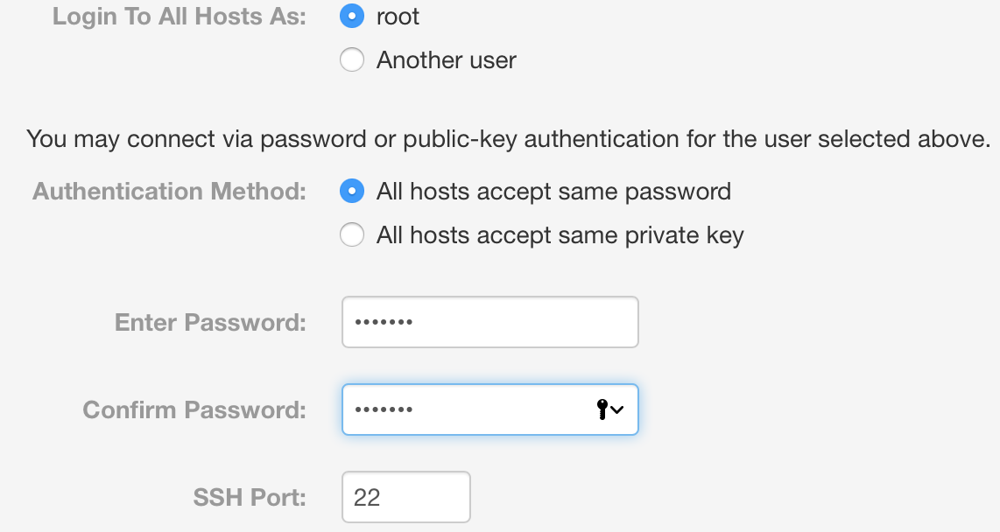 Login To All Hosts As: root
Another user
You may connect via password or public-key authentication for the user selected above.
Authentication Method: All hosts accept same password
All hosts accept same private key
Enter Password: •••••••
Confirm Password: •••••••
SSH Port: 22